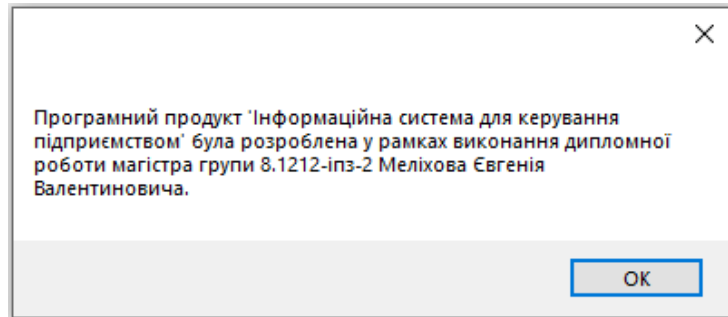 Програмний продукт 'Інформаційна система для керування
підприємством' була розроблена у рамках виконання дипломної
роботи магістра групи 8.1212-іпз-2 Меліхова Євгенія
Валентиновича.
OK